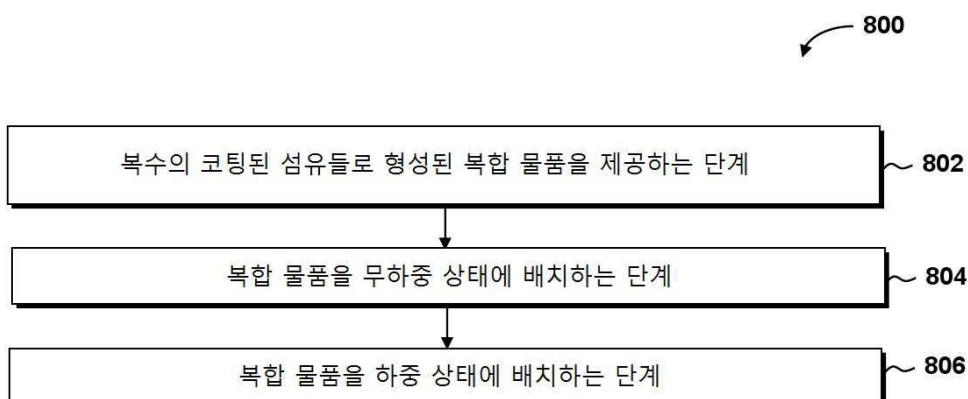 800
복수의 코팅된 섬유들로 형성된 복합 물품을 제공하는 단계
802
복합 물품을 무하중 상태에 배치하는 단계
804
복합 물품을 하중 상태에 배치하는 단계
806